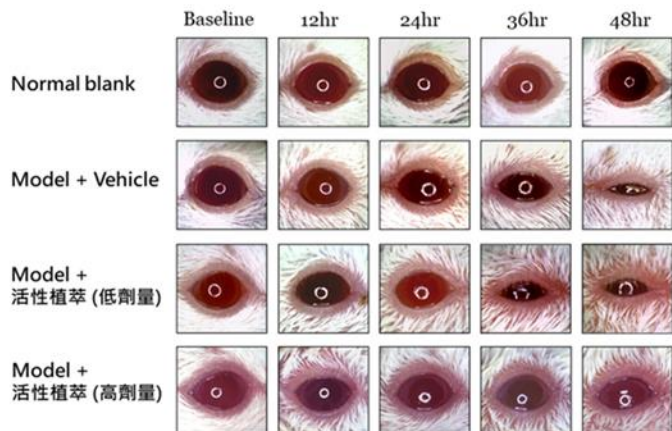 Baseline 12hr 24hr 36hr 48hr
Normal blank
Model + Vehicle
Model +
活性植萃 (低劑量)
Model +
活性植萃 (高劑量)